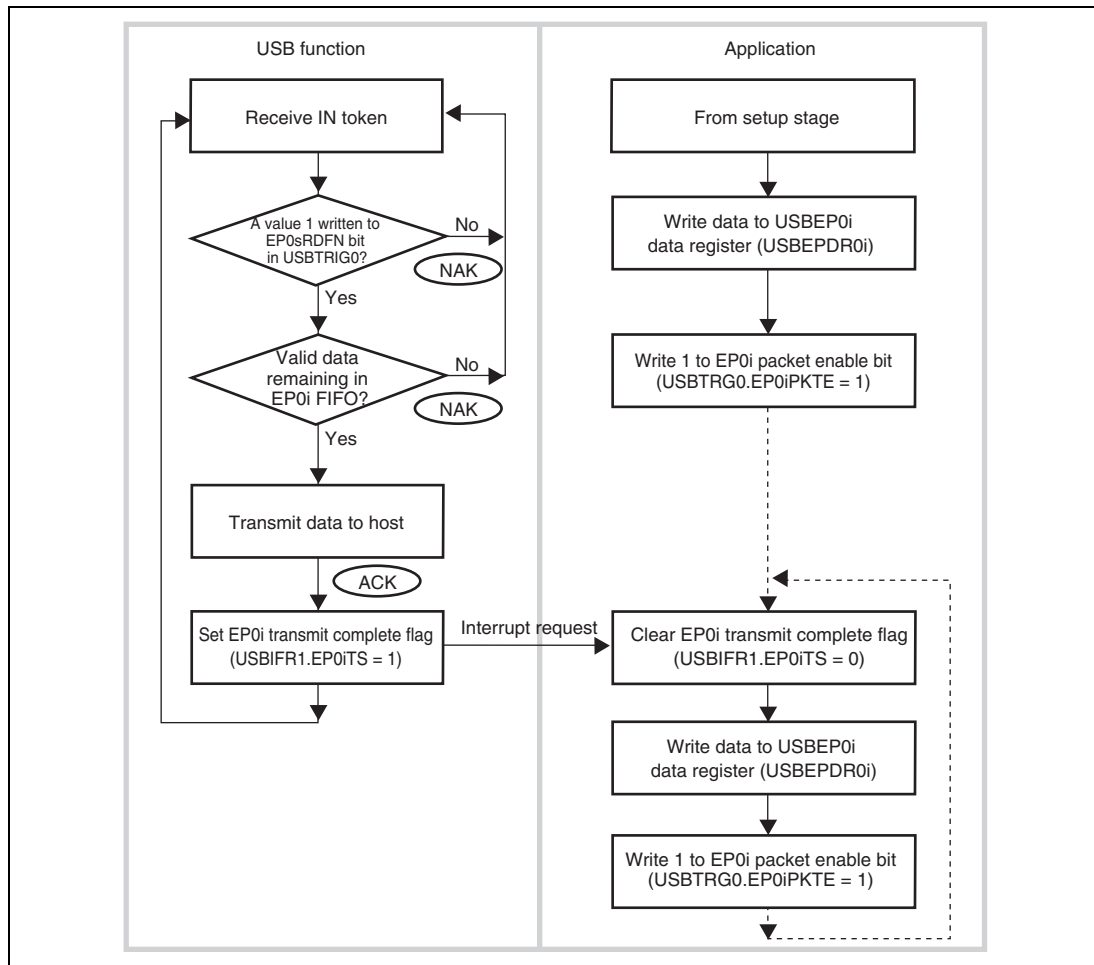 USB function
Receive IN token
A value 1 written to
EP0sRDFN bit
in USBTRIG0?
No
NAK
Yes
Valid data
remaining in
EP0i FIFO?
No
NAK
Yes
Transmit data to host
ACK
Set EP0i transmit complete flag
(USBIFR1.EP0iTS = 1)
Interrupt request
Application
From setup stage
Write data to USBEP0i
data register (USBEPDR0i)
Write 1 to EP0i packet enable bit
(USBTRG0.EP0iPKTE = 1)
Clear EP0i transmit complete flag
(USBIFR1.EP0iTS = 0)
Write data to USBEP0i
data register (USBEPDR0i)
Write 1 to EP0i packet enable bit
(USBTRG0.EP0iPKTE = 1)